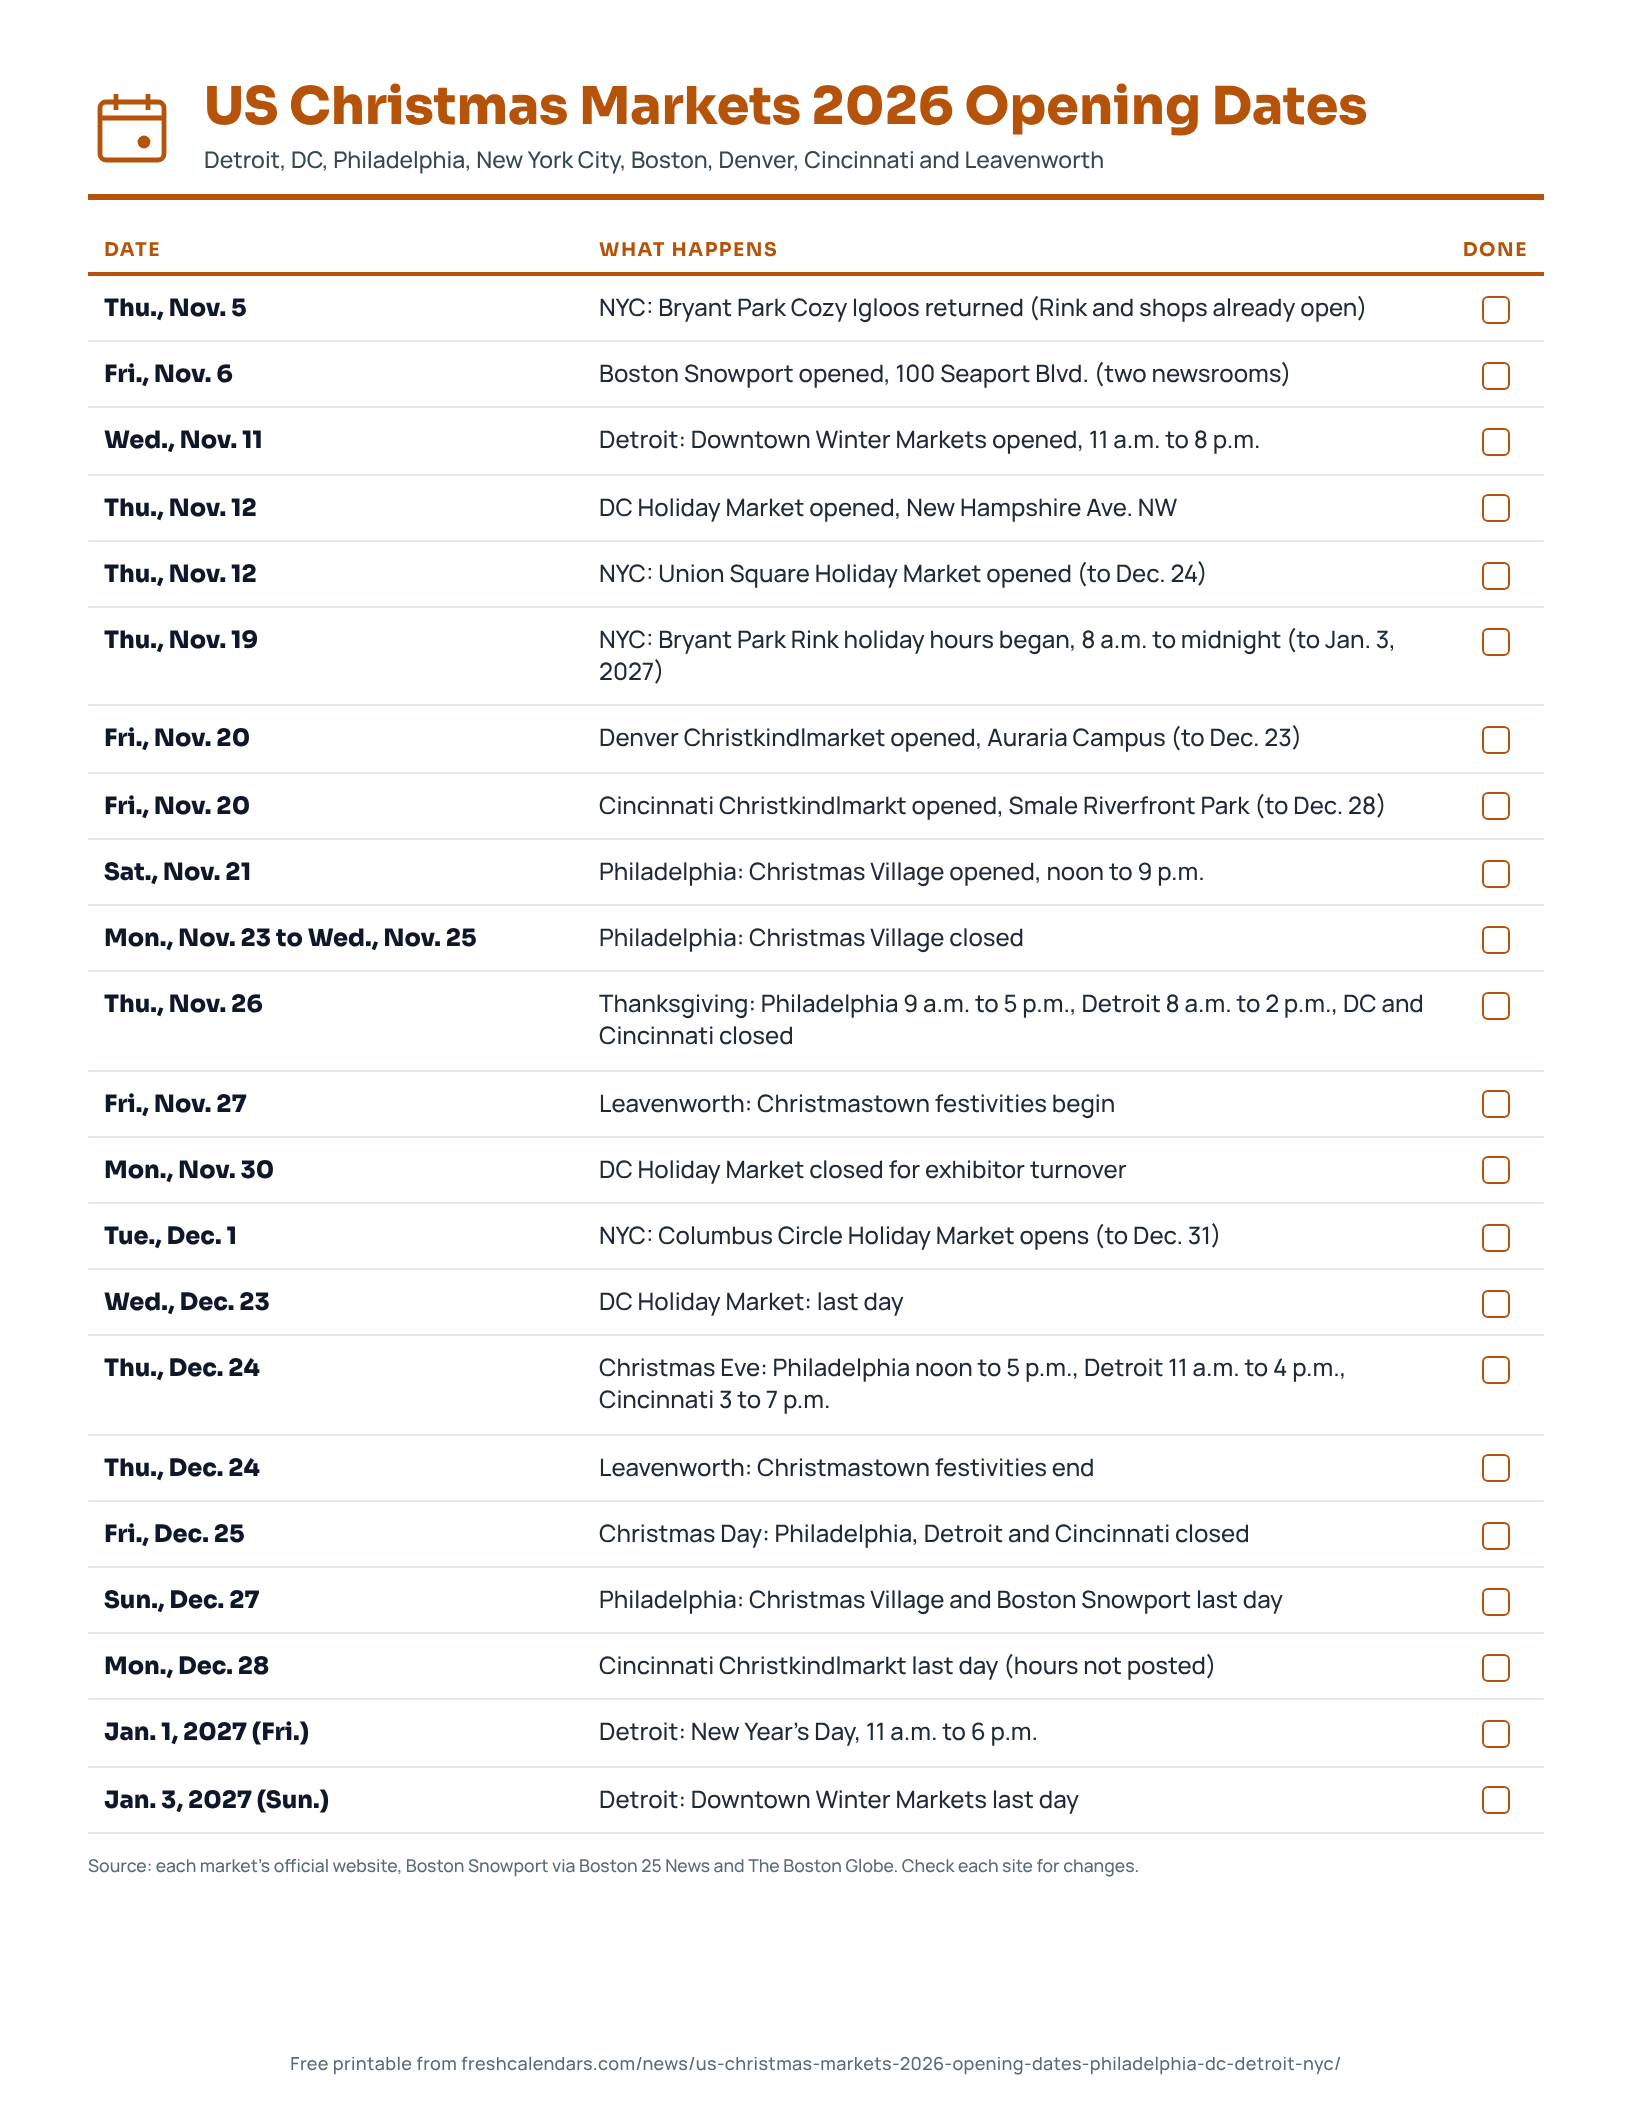 US Christmas Markets 2026 Opening Dates
Detroit, DC, Philadelphia, New York City, Boston, Denver, Cincinnati and Leavenworth
DATE WHAT HAPPENS DONE
Thu., Nov. 5 NYC: Bryant Park Cozy Igloos returned (Rink and shops already open)
Fri., Nov. 6 Boston Snowport opened, 100 Seaport Blvd. (two newsrooms)
Wed., Nov. 11 Detroit: Downtown Winter Markets opened, 11 a.m. to 8 p.m.
Thu., Nov. 12 DC Holiday Market opened, New Hampshire Ave. NW
Thu., Nov. 12 NYC: Union Square Holiday Market opened (to Dec. 24)
Thu., Nov. 19 NYC: Bryant Park Rink holiday hours began, 8 a.m. to midnight (to Jan. 3,
2027)
Fri., Nov. 20 Denver Christkindlmarket opened, Auraria Campus (to Dec. 23)
Fri., Nov. 20 Cincinnati Christkindlmarkt opened, Smale Riverfront Park (to Dec. 28)
Sat., Nov. 21 Philadelphia: Christmas Village opened, noon to 9 p.m.
Mon., Nov. 23 to Wed., Nov. 25 Philadelphia: Christmas Village closed
Thu., Nov. 26 Thanksgiving: Philadelphia 9 a.m. to 5 p.m., Detroit 8 a.m. to 2 p.m., DC and
Cincinnati closed
Fri., Nov. 27 Leavenworth: Christmastown festivities begin
Mon., Nov. 30 DC Holiday Market closed for exhibitor turnover
Tue., Dec. 1 NYC: Columbus Circle Holiday Market opens (to Dec. 31)
Wed., Dec. 23 DC Holiday Market: last day
Thu., Dec. 24 Christmas Eve: Philadelphia noon to 5 p.m., Detroit 11 a.m. to 4 p.m.,
Cincinnati 3 to 7 p.m.
Thu., Dec. 24 Leavenworth: Christmastown festivities end
Fri., Dec. 25 Christmas Day: Philadelphia, Detroit and Cincinnati closed
Sun., Dec. 27 Philadelphia: Christmas Village and Boston Snowport last day
Mon., Dec. 28 Cincinnati Christkindlmarkt last day (hours not posted)
Jan. 1, 2027 (Fri.) Detroit: New Year's Day, 11 a.m. to 6 p.m.
Jan. 3, 2027 (Sun.) Detroit: Downtown Winter Markets last day
Source: each market's official website, Boston Snowport via Boston 25 News and The Boston Globe. Check each site for changes.
Free printable from freshcalendars.com/news/us-christmas-markets-2026-opening-dates-philadelphia-dc-detroit-nyc/